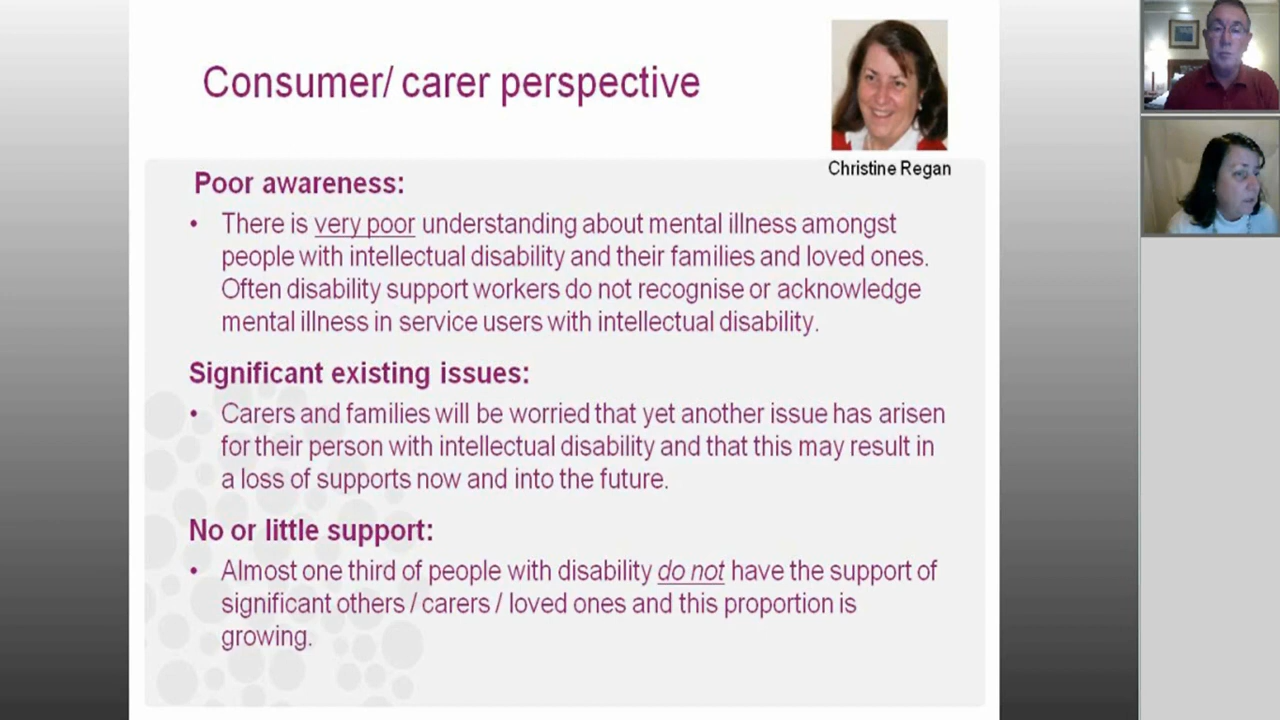 Consumer/ carer perspective
Christine Regan
Poor awareness:
• There is very poor understanding about mental illness amongst
people with intellectual disability and their families and loved ones.
Often disability support workers do not recognise or acknowledge
mental illness in service users with intellectual disability.
Significant existing issues:
• Carers and families will be worried that yet another issue has arisen
for their person with intellectual disability and that this may result in
a loss of supports now and into the future.
No or little support:
• Almost one third of people with disability do not have the support of
significant others / carers / loved ones and this proportion is
growing.